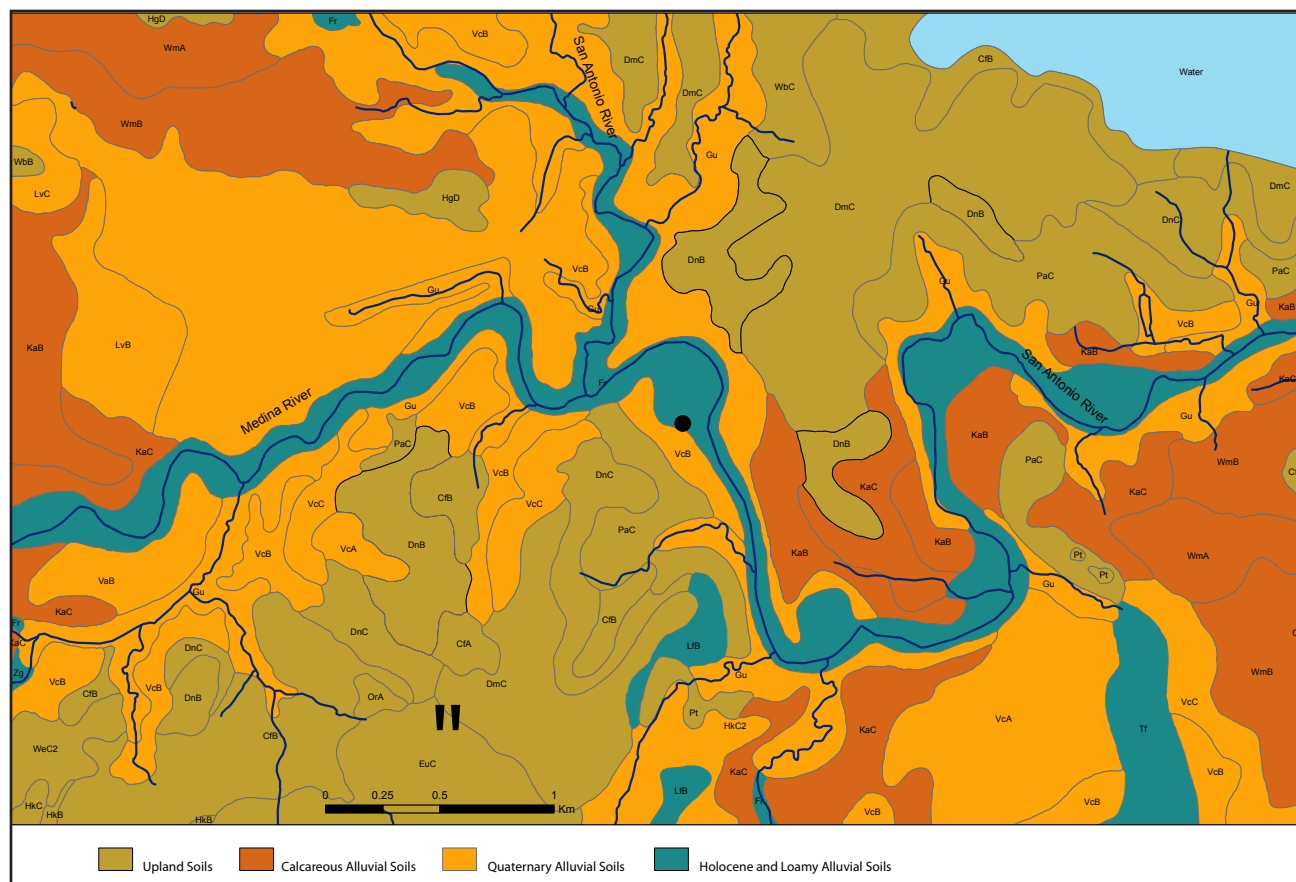 HgD
Fr
VcB
WmA
San Antonio River
DmC
CfB
Water
DmC
WbC
WmB
Gu
WbB
LvC
HgD
DmC
DmC
DnB
DnC
DnB
VcB
PaC
PaC
Gu
Gu
Gu
Gu
KaB
VcB
KaB
LvB
KaB
San Antonio River
Fr
KaC
Medina River
Gu
VcB
Gu
PaC
DnB
KaB
KaC
VcB
WmB
PaC
VcB
DnC
CfB
VcC
VcC
KaC
KaC
PaC
DnB
VcA
VcB
KaB
KaB
WmA
Pt
Pt
VaB
Gu
Gu
KaC
CfB
Fr
DnC
KaC
CfA
LfB
DnC
Zg
Gu
WmB
VcB
VcB
DmC
CfB
DnB
OrA
VcC
Pt
VcA
HkC2
Tf
KaC
CfB
WeC2
EuC
KaC
VcB
LfB
0 0.25 0.5 1
Km
Fr
VcB
VcB
HkC
HkB
HkB
Upland Soils
Calcareous Alluvial Soils
Quaternary Alluvial Soils
Holocene and Loamy Alluvial Soils